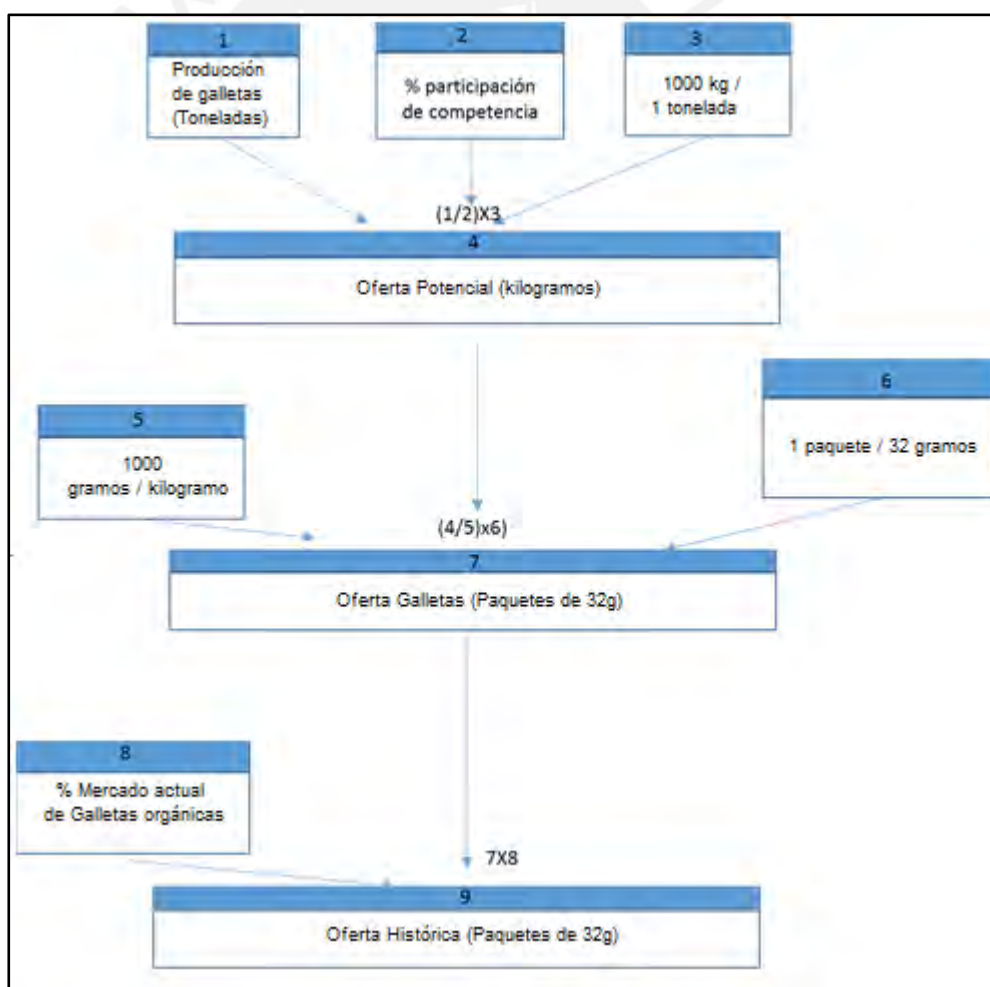 1
Producción
de galletas
(Toneladas)
2
% participación
de competencia
3
1000 kg /
1 tonelada
(1/2)X3
4
Oferta Potencial (kilogramos)
5
1000
gramos / kilogramo
6
1 paquete / 32 gramos
(4/5)x6)
7
Oferta Galletas (Paquetes de 32g)
8
% Mercado actual
de Galletas orgánicas
7X8
9
Oferta Histórica (Paquetes de 32g)